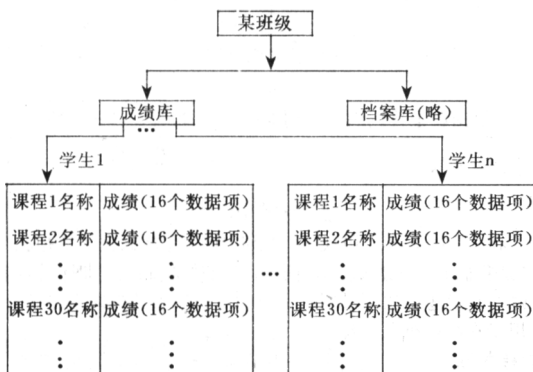 某班级
成绩库 档案库(略)
···
学生1 学生n
课程1名称 成绩(16个数据项) 课程1名称 成绩(16个数据项)
课程2名称 成绩(16个数据项) 课程2名称 成绩(16个数据项)
···
课程30名称 成绩(16个数据项) 课程30名称 成绩(16个数据项)